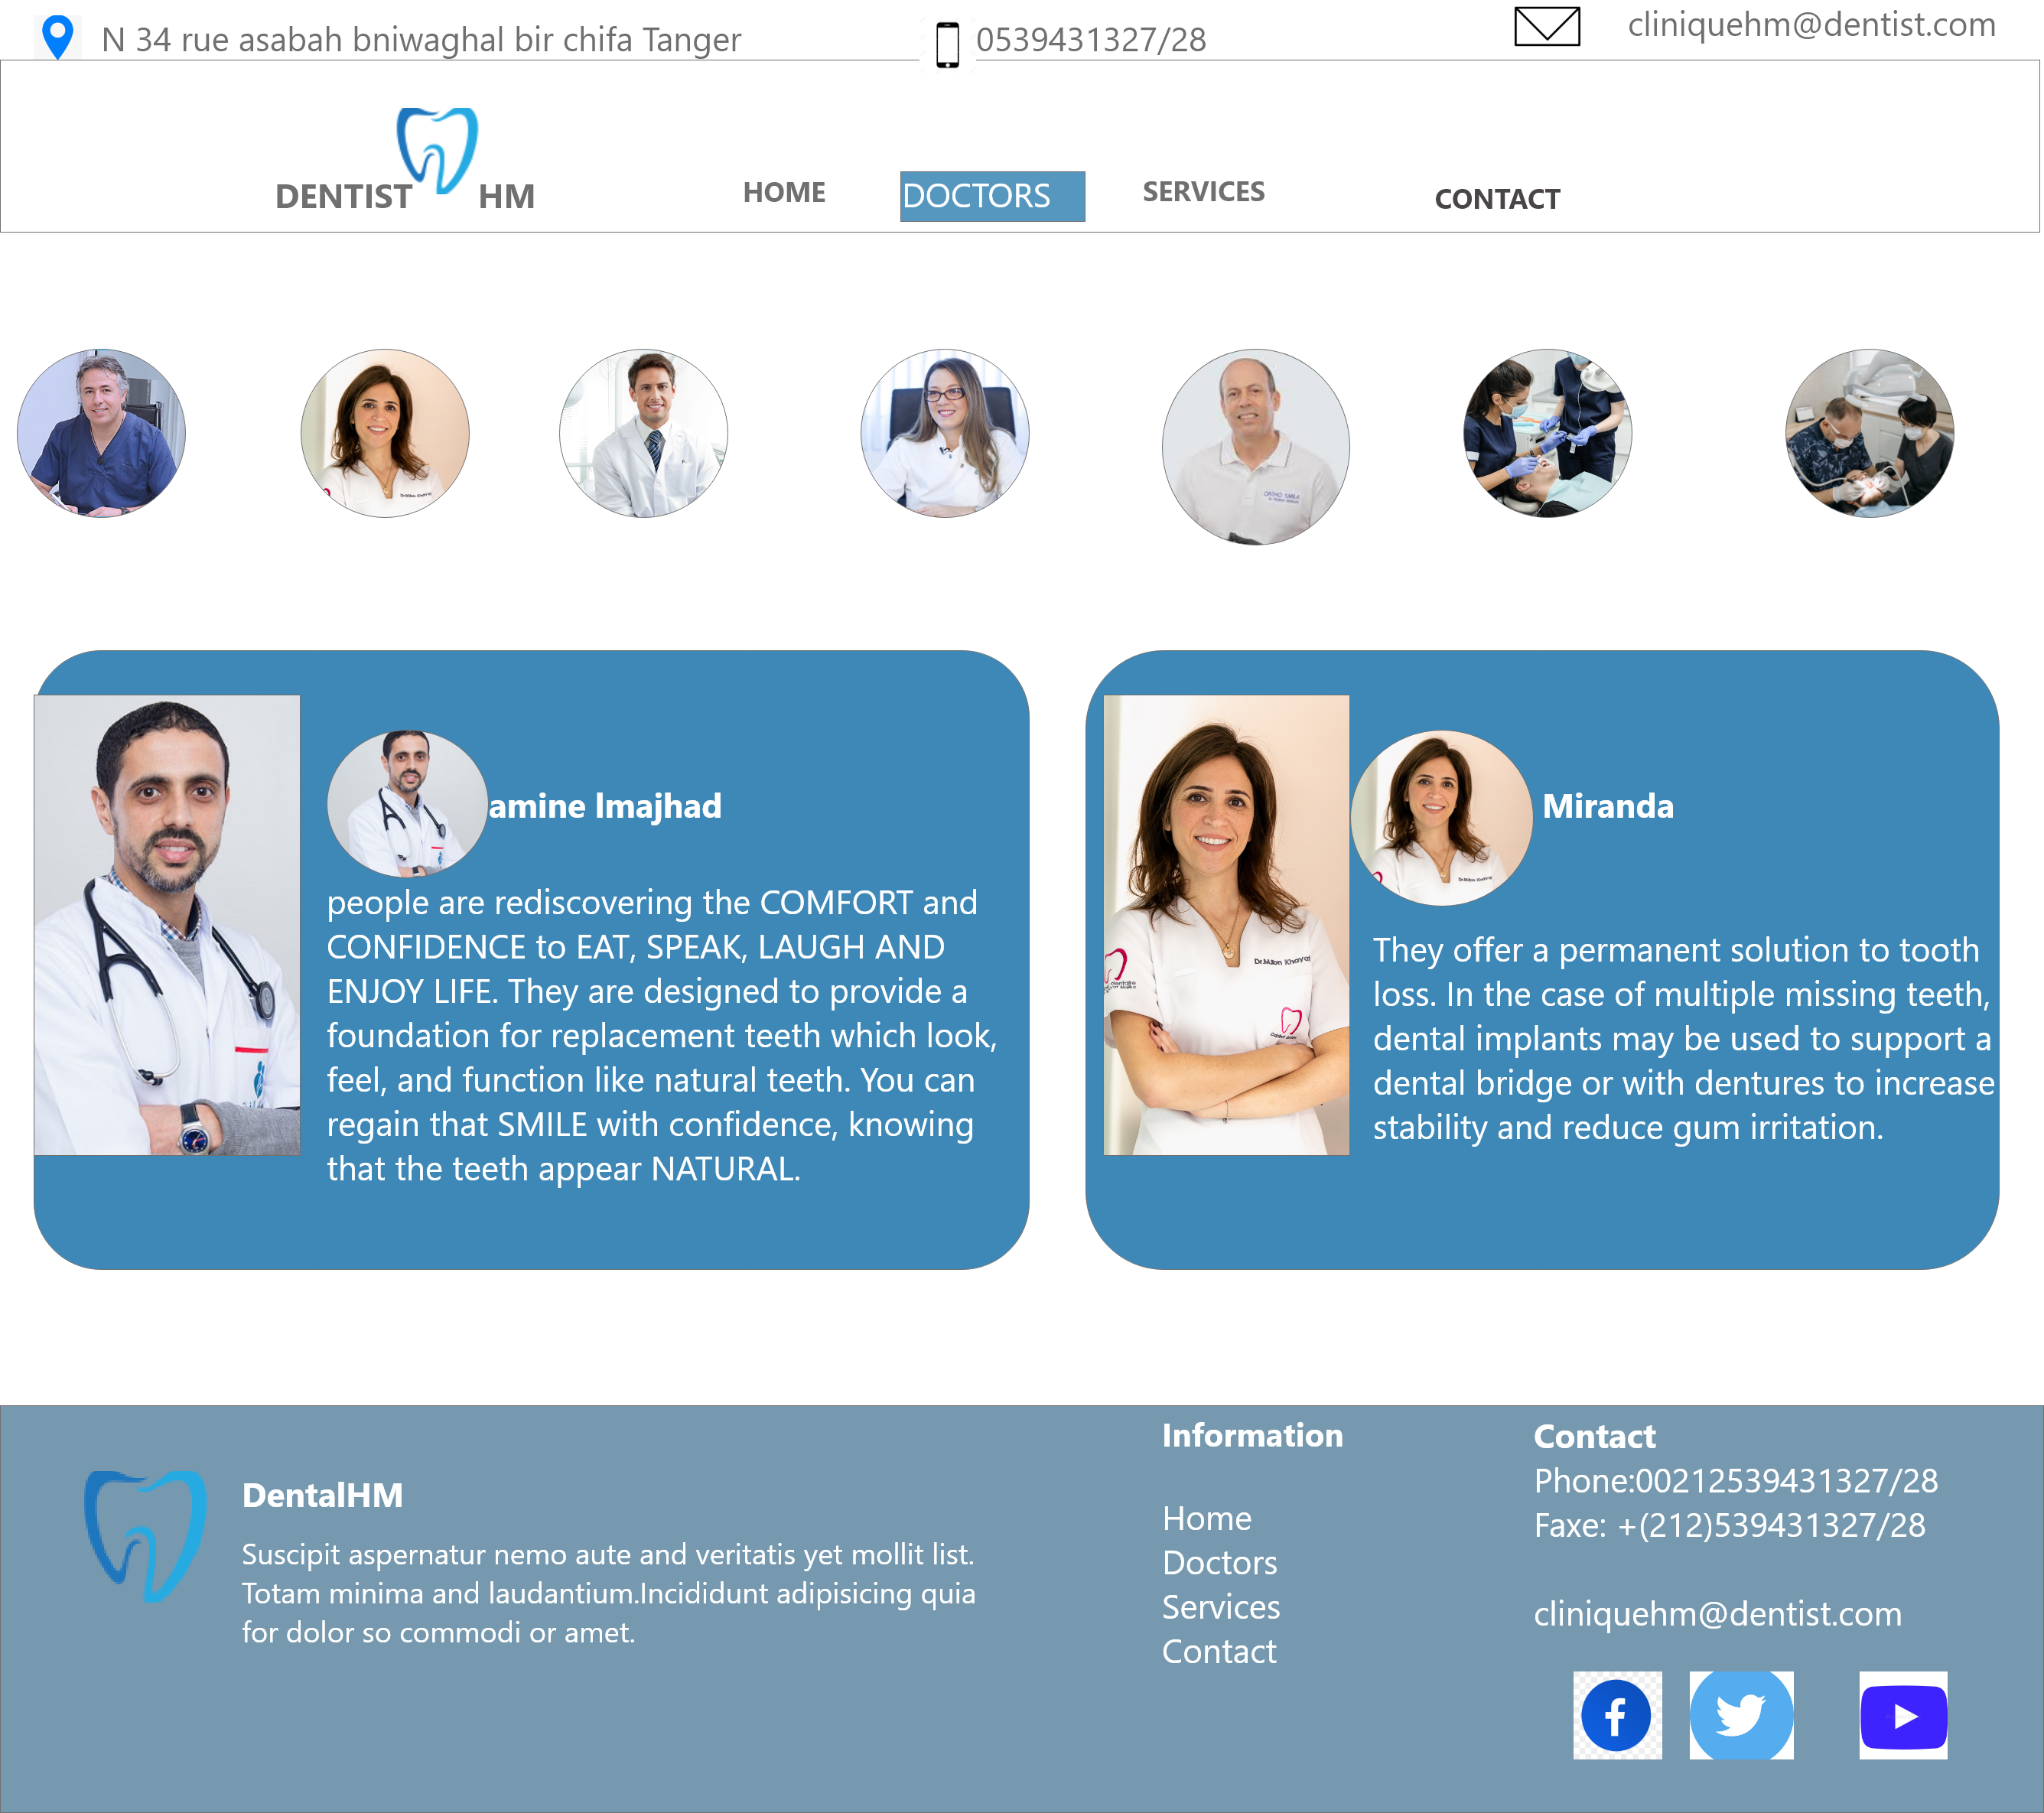 N 34 rue asabah bniwaghal bir chifa Tanger
0539431327/28
cliniquehm@dentist.com
DENTIST HM
HOME
DOCTORS
SERVICES
CONTACT
amine lmajhad
people are rediscovering the COMFORT and
CONFIDENCE to EAT, SPEAK, LAUGH AND
ENJOY LIFE. They are designed to provide a
foundation for replacement teeth which look,
feel, and function like natural teeth. You can
regain that SMILE with confidence, knowing
that the teeth appear NATURAL.
Miranda
They offer a permanent solution to tooth
loss. In the case of multiple missing teeth,
dental implants may be used to support a
dental bridge or with dentures to increase
stability and reduce gum irritation.
DentalHM
Suscipit aspernatur nemo aute and veritatis yet mollit list.
Totam minima and laudantium.Incididunt adipisicing quia
for dolor so commodi or amet.
Information
Home
Doctors
Services
Contact
Contact
Phone:00212539431327/28
Faxe: +(212)539431327/28
cliniquehm@dentist.com